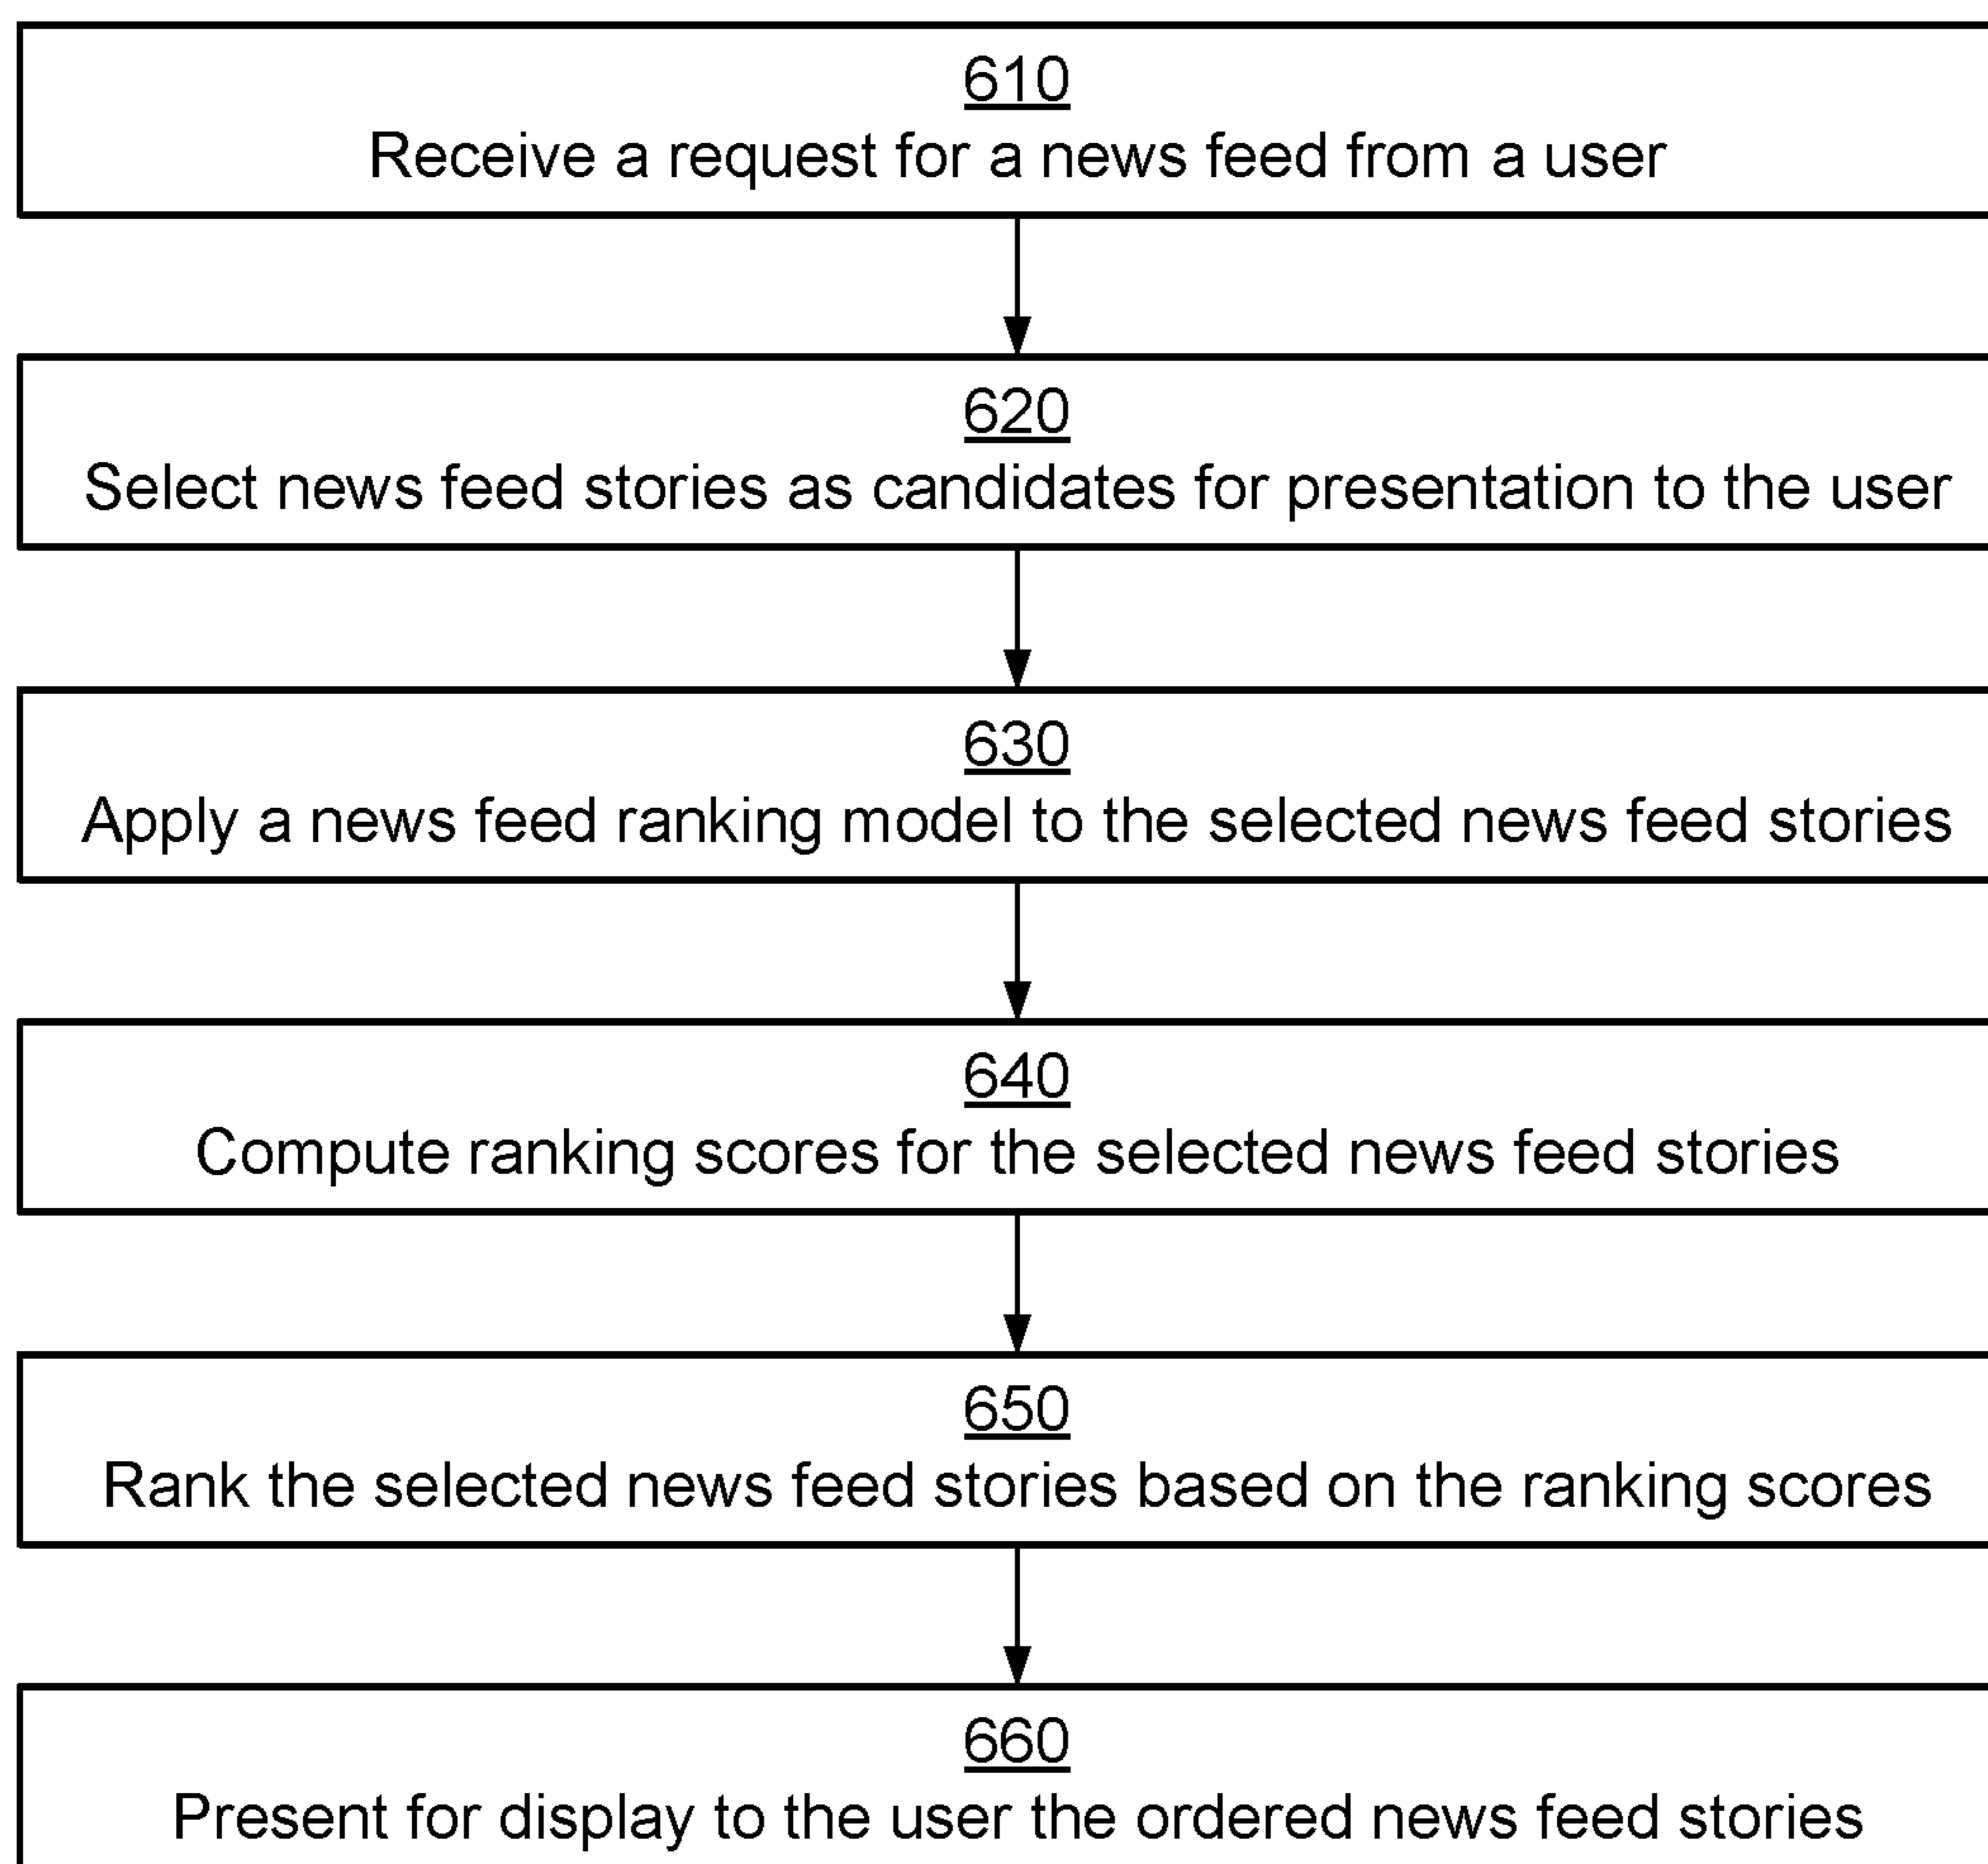 610
Receive a request for a news feed from a user
620
Select news feed stories as candidates for presentation to the user
630
Apply a news feed ranking model to the selected news feed stories
640
Compute ranking scores for the selected news feed stories
650
Rank the selected news feed stories based on the ranking scores
660
Present for display to the user the ordered news feed stories